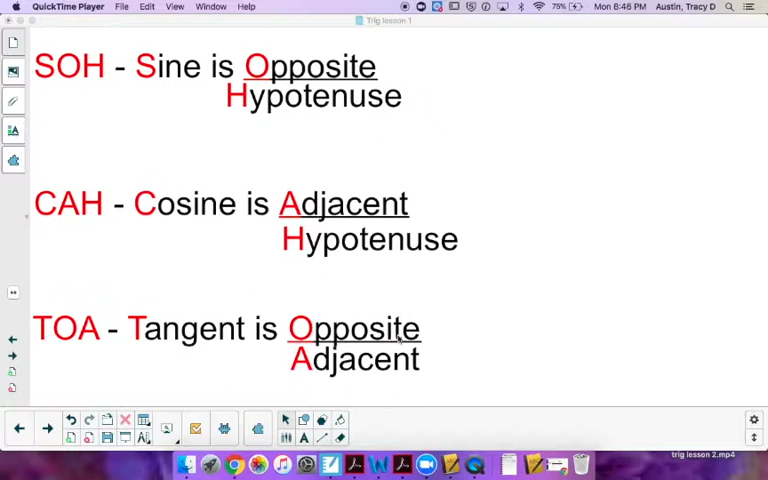 QuickTime Player File Edit View Window Help 75% Mon 8:46 PM Austin, Tracy D
Trig lesson 1
SOH - Sine is Opposite
Hypotenuse
CAH - Cosine is Adjacent
Hypotenuse
TOA - Tangent is Opposite
Adjacent
trig lesson 2.mp4